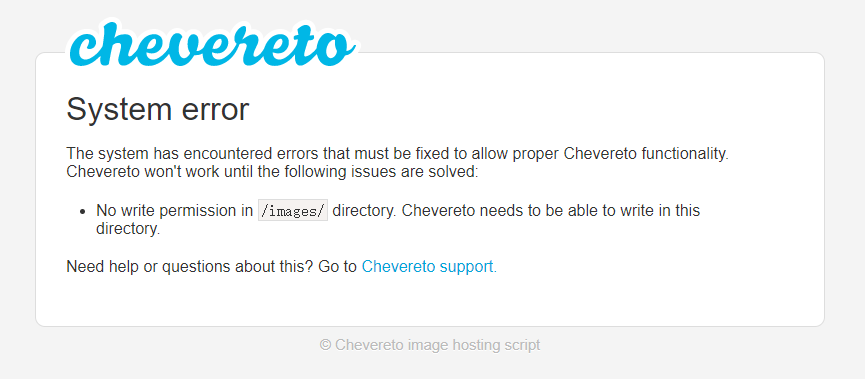 chevereto
System error
The system has encountered errors that must be fixed to allow proper Chevereto functionality.
Chevereto won't work until the following issues are solved:
• No write permission in /images/ directory. Chevereto needs to be able to write in this
directory.
Need help or questions about this? Go to Chevereto support.
© Chevereto image hosting script